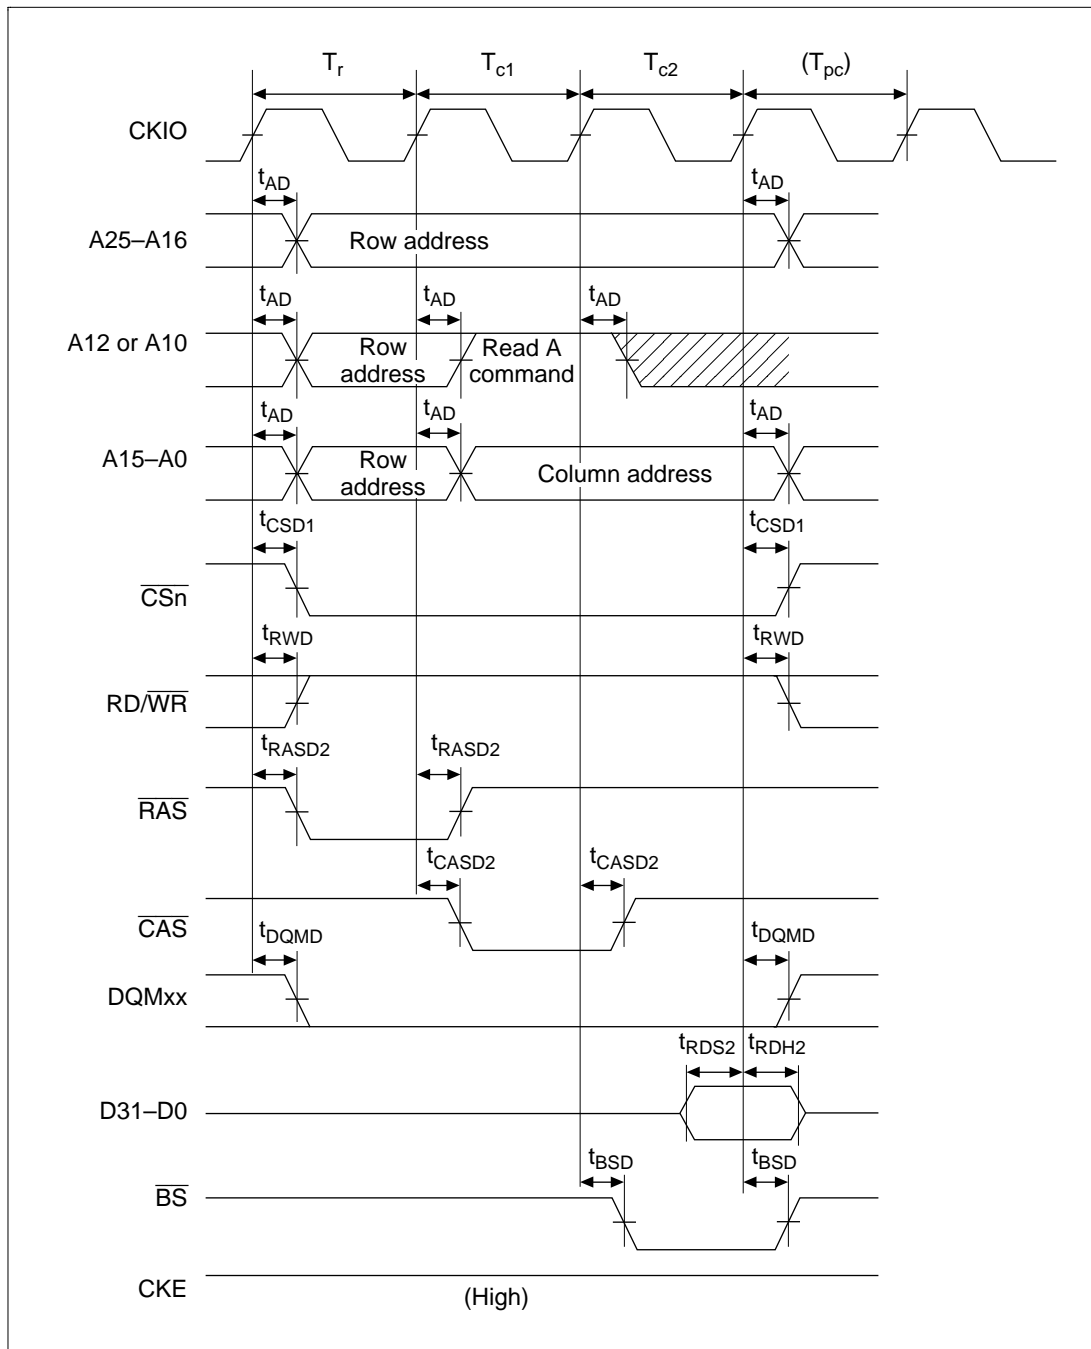 Tr Tc1 Tc2 (Tpc)
CKIO
tAD tAD
A25–A16 Row address
tAD tAD tAD
A12 or A10 Row address Read A command
tAD tAD tAD
A15–A0 Row address Column address
tCSD1 tCSD1
CSn
tRWD tRWD
RD/WR
tRASD2 tRASD2
RAS
tCASD2 tCASD2
CAS
tDQMD tDQMD
DQMxx
tRDS2 tRDH2
D31–D0
tBSD tBSD
BS
CKE (High)